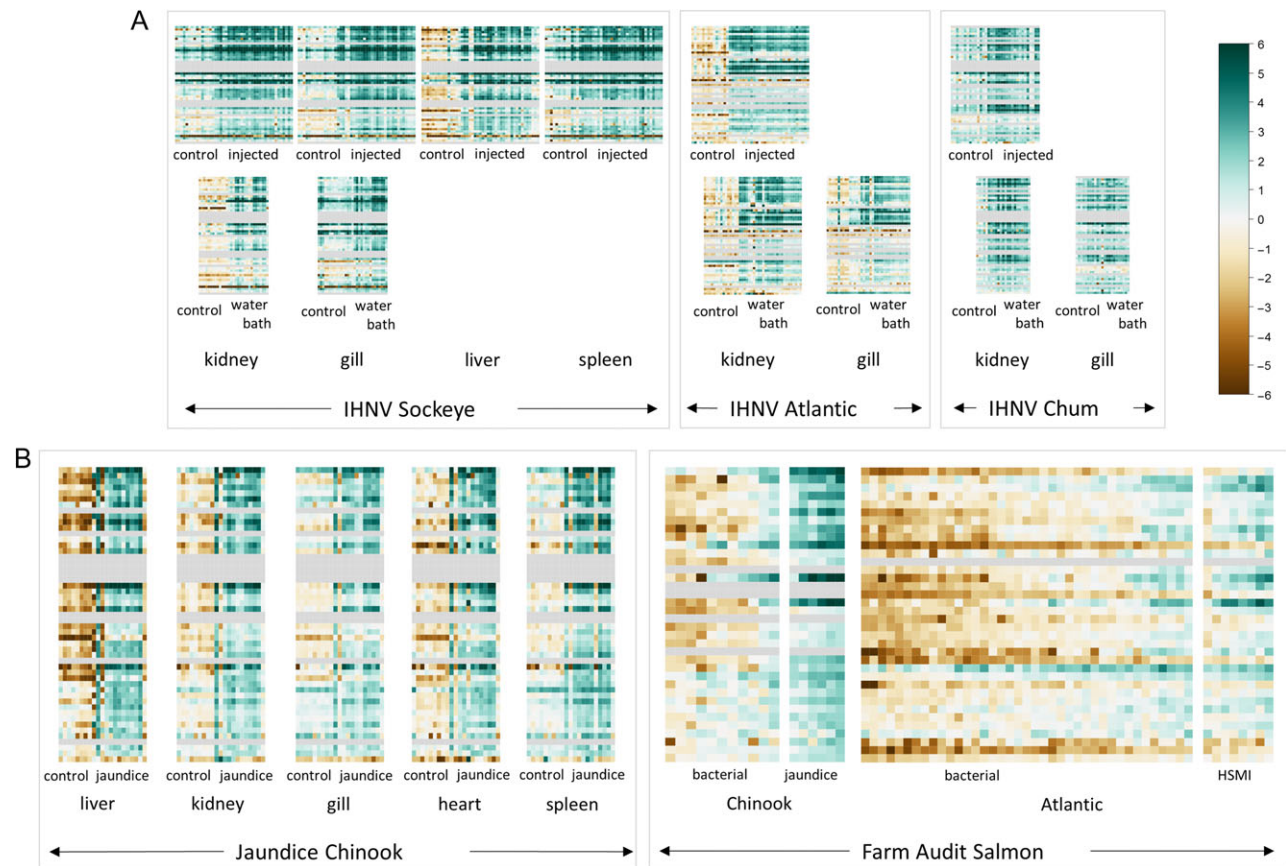 A
control injected control injected control injected control injected
control injected
control injected
6
5
4
3
2
1
0
-1
-2
-3
-4
-5
-6
control water bath
control water bath
control water bath
control water bath
control water bath
control water bath
kidney gill liver spleen
kidney gill
kidney gill
IHNV Sockeye
IHNV Atlantic
IHNV Chum
B
control jaundice control jaundice control jaundice control jaundice control jaundice
liver kidney gill heart spleen
Jaundice Chinook
bacterial jaundice bacterial HSMI
Chinook Atlantic
Farm Audit Salmon